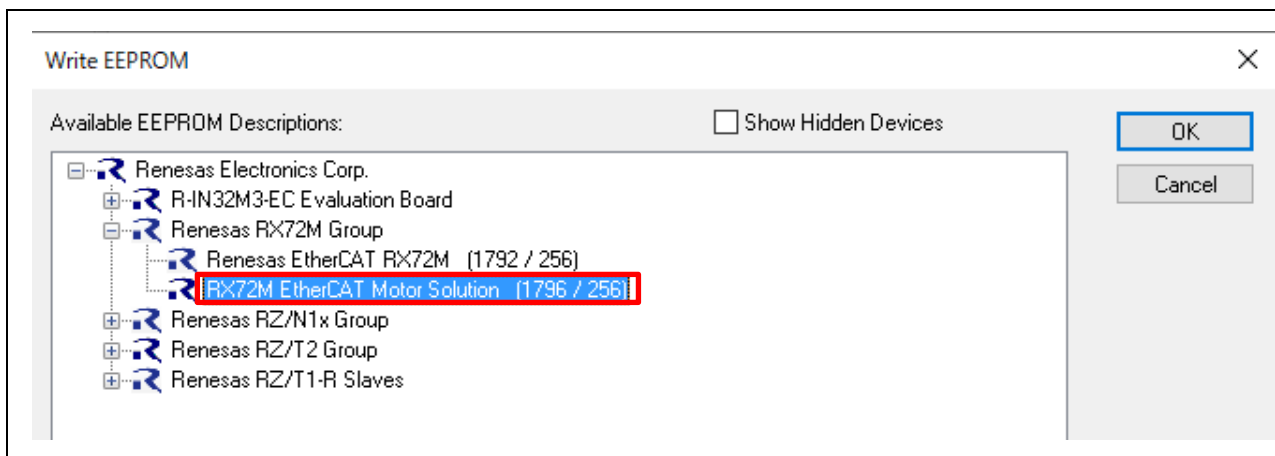 Write EEPROM
Available EEPROM Descriptions:
Show Hidden Devices
OK
Renesas Electronics Corp.
Cancel
R-IN32M3-EC Evaluation Board
Renesas RX72M Group
Renesas EtherCAT RX72M (1792 / 256)
RX72M EtherCAT Motor Solution (1796 / 256)
Renesas RZ/N1x Group
Renesas RZ/T2 Group
Renesas RZ/T1-R Slaves